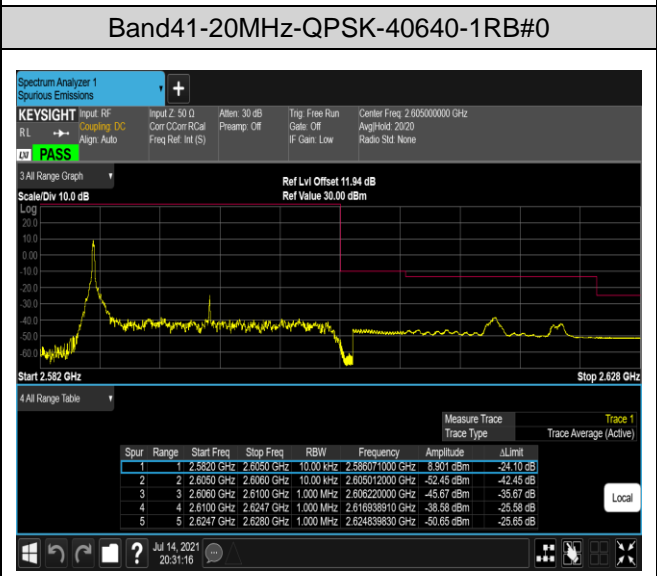 Band41-20MHz-QPSK-40640-1RB#0
Spectrum Analyzer 1
Spurious Emissions
+
KEYSIGHT Input: RF Input Z: 50 Ω Atten: 30 dB Trig: Free Run Center Freq: 2.605000000 GHz
RL Coupling: DC Corr CCorr RCal Preamp: Off Gate: Off Avg|Hold: 20/20
Align: Auto Freq Ref: Int (S) IF Gain: Low Radio Std: None
LXI PASS
3 All Range Graph
Ref Lvl Offset 11.94 dB
Scale/Div 10.0 dB Ref Value 30.00 dBm
Log
20.0
10.0
0.00
-10.0
-20.0
-30.0
-40.0
-50.0
-60.0
Start 2.582 GHz Stop 2.628 GHz
4 All Range Table
Measure Trace Trace 1
Trace Type Trace Average (Active)
Spur Range Start Freq Stop Freq RBW Frequency Amplitude ΔLimit
1 1 2.5820 GHz 2.6050 GHz 10.00 kHz 2.586071000 GHz 8.901 dBm -24.10 dB
2 2 2.6050 GHz 2.6060 GHz 10.00 kHz 2.605012000 GHz -52.45 dBm -42.45 dB
3 3 2.6060 GHz 2.6100 GHz 1.000 MHz 2.606220000 GHz -45.67 dBm -35.67 dB
4 4 2.6100 GHz 2.6247 GHz 1.000 MHz 2.616938910 GHz -38.58 dBm -25.58 dB
5 5 2.6247 GHz 2.6280 GHz 1.000 MHz 2.624839830 GHz -50.65 dBm -25.65 dB
Local
? Jul 14, 2021
20:31:16